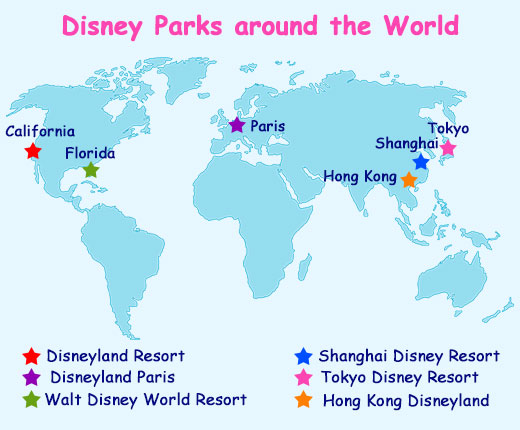 Disney Parks around the World
California
Florida
Paris
Tokyo
Shanghai
Hong Kong
Disneyland Resort
Disneyland Paris
Walt Disney World Resort
Shanghai Disney Resort
Tokyo Disney Resort
Hong Kong Disneyland